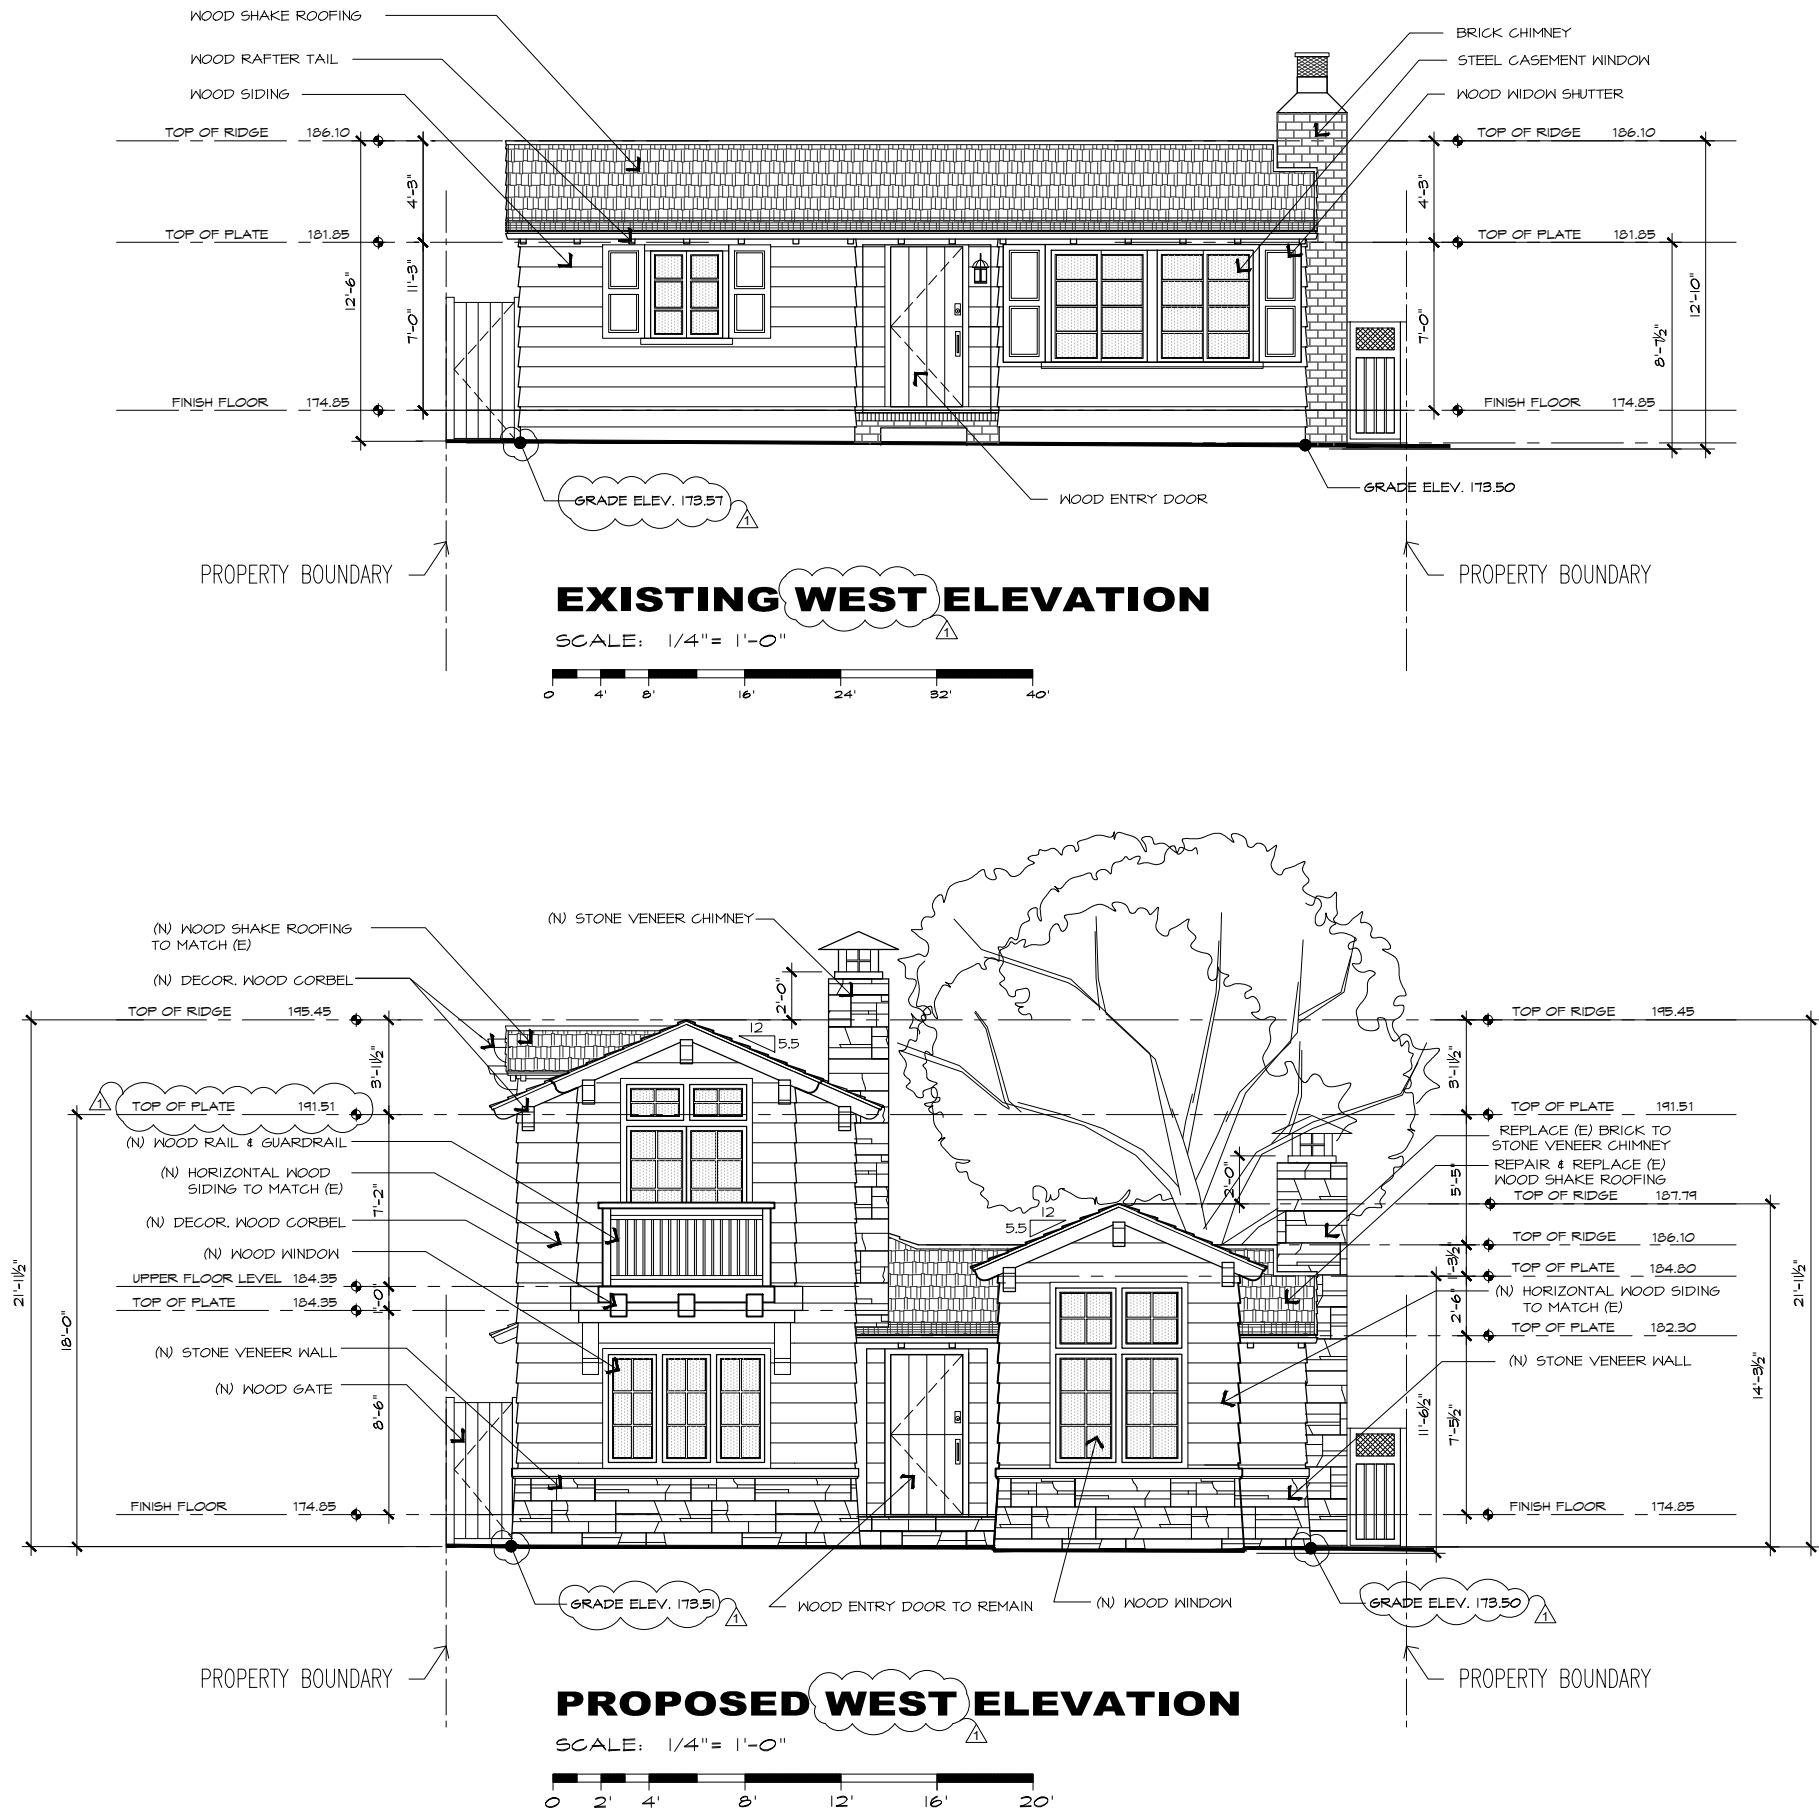 WOOD SHAKE ROOFING
WOOD RAFTER TAIL
WOOD SIDING
BRICK CHIMNEY
STEEL CASEMENT WINDOW
WOOD WIDOW SHUTTER
TOP OF RIDGE 186.10
TOP OF RIDGE 186.10
4'-3"
4'-3"
TOP OF PLATE 181.85
TOP OF PLATE 181.85
12'-6"
11'-3"
7'-0"
7'-0"
8'-7½"
12'-10"
FINISH FLOOR 174.85
FINISH FLOOR 174.85
GRADE ELEV. 173.57
1
WOOD ENTRY DOOR
GRADE ELEV. 173.50
PROPERTY BOUNDARY
PROPERTY BOUNDARY
EXISTING WEST ELEVATION
1
SCALE: 1/4"= 1'-0"
0 4' 8' 16' 24' 32' 40'
(N) WOOD SHAKE ROOFING
TO MATCH (E)
(N) STONE VENEER CHIMNEY
(N) DECOR. WOOD CORBEL
2'-0"
TOP OF RIDGE 195.45
TOP OF RIDGE 195.45
12
5.5
3'-11½"
3'-11½"
1
TOP OF PLATE 191.51
TOP OF PLATE 191.51
(N) WOOD RAIL & GUARDRAIL
REPLACE (E) BRICK TO
STONE VENEER CHIMNEY
(N) HORIZONTAL WOOD
SIDING TO MATCH (E)
REPAIR & REPLACE (E)
WOOD SHAKE ROOFING
7'-2"
2'-0"
5'-5"
TOP OF RIDGE 187.79
(N) DECOR. WOOD CORBEL
12
5.5
TOP OF RIDGE 186.10
(N) WOOD WINDOW
1'-3½"
UPPER FLOOR LEVEL 184.35
TOP OF PLATE 184.80
1'-0"
TOP OF PLATE 184.35
(N) HORIZONTAL WOOD SIDING
TO MATCH (E)
2'-6"
21'-1½"
18'-0"
21'-1½"
TOP OF PLATE 182.30
(N) STONE VENEER WALL
(N) STONE VENEER WALL
(N) WOOD GATE
8'-6"
11'-6½"
7'-5½"
14'-3½"
FINISH FLOOR 174.85
FINISH FLOOR 174.85
GRADE ELEV. 173.51
1
WOOD ENTRY DOOR TO REMAIN
(N) WOOD WINDOW
GRADE ELEV. 173.50
1
PROPERTY BOUNDARY
PROPERTY BOUNDARY
PROPOSED WEST ELEVATION
1
SCALE: 1/4"= 1'-0"
0 2' 4' 8' 12' 16' 20'